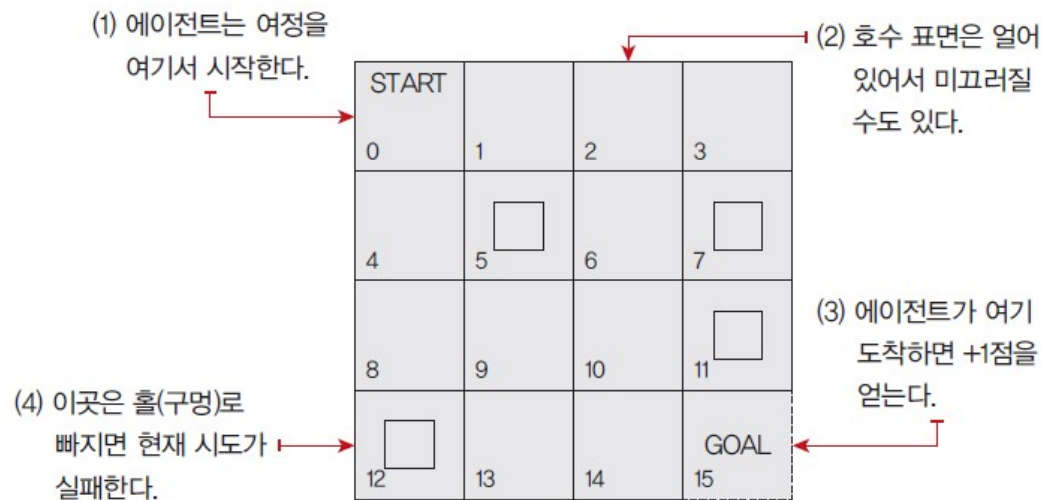 (1) 에이전트는 여정을
여기서 시작한다.
(2) 호수 표면은 얼어
있어서 미끄러질
수도 있다.
START
0
1
2
3
4
5
6
7
(3) 에이전트가 여기
도착하면 +1점을
얻는다.
8
9
10
11
(4) 이곳은 홀(구멍)로
빠지면 현재 시도가
실패한다.
GOAL
12
13
14
15